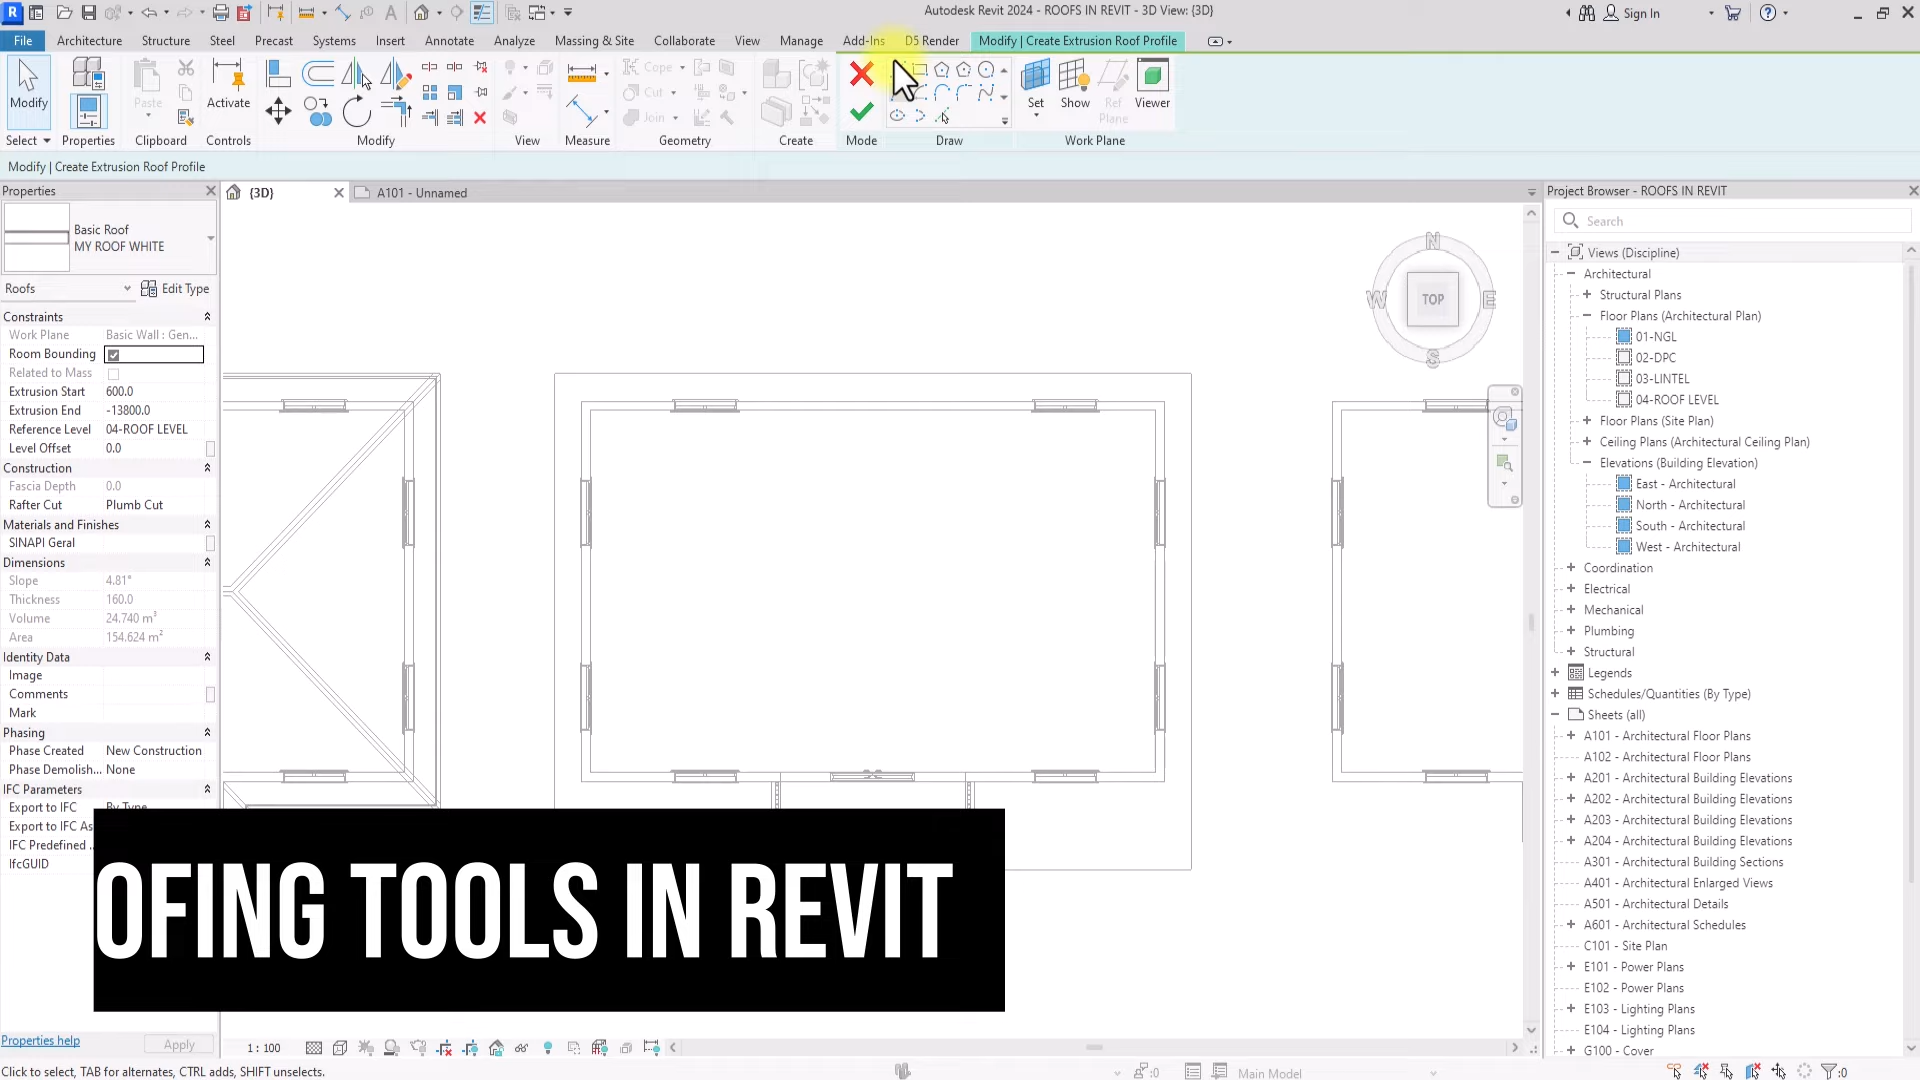 Autodesk Revit 2024 - ROOFS IN REVIT - 3D View: {3D}
Sign In
File Architecture Structure Steel Precast Systems Insert Annotate Analyze Massing & Site Collaborate View Manage Add-Ins D5 Render Modify | Create Extrusion Roof Profile
Modify Paste Activate Cope Cut Join Set Show Ref Plane Viewer
Select Properties Clipboard Controls Modify View Measure Geometry Create Mode Draw Work Plane
Modify | Create Extrusion Roof Profile
Properties
Basic Roof
MY ROOF WHITE
Roofs Edit Type
Constraints
Work Plane Basic Wall : Gen...
Room Bounding
Related to Mass
Extrusion Start 600.0
Extrusion End -13800.0
Reference Level 04-ROOF LEVEL
Level Offset 0.0
Construction
Fascia Depth 0.0
Rafter Cut Plumb Cut
Materials and Finishes
SINAPI Geral
Dimensions
Slope 4.81°
Thickness 160.0
Volume 24.740 m³
Area 154.624 m²
Identity Data
Image
Comments
Mark
Phasing
Phase Created New Construction
Phase Demolish... None
IFC Parameters
Export to IFC By Type
Export to IFC As
IFC Predefined ..
IfcGUID
Properties help Apply
{3D} A101 - Unnamed
N
W TOP E
S
OFING TOOLS IN REVIT
1 : 100
Project Browser - ROOFS IN REVIT
Search
Views (Discipline)
Architectural
Structural Plans
Floor Plans (Architectural Plan)
01-NGL
02-DPC
03-LINTEL
04-ROOF LEVEL
Floor Plans (Site Plan)
Ceiling Plans (Architectural Ceiling Plan)
Elevations (Building Elevation)
East - Architectural
North - Architectural
South - Architectural
West - Architectural
Coordination
Electrical
Mechanical
Plumbing
Structural
Legends
Schedules/Quantities (By Type)
Sheets (all)
A101 - Architectural Floor Plans
A102 - Architectural Floor Plans
A201 - Architectural Building Elevations
A202 - Architectural Building Elevations
A203 - Architectural Building Elevations
A204 - Architectural Building Elevations
A301 - Architectural Building Sections
A401 - Architectural Enlarged Views
A501 - Architectural Details
A601 - Architectural Schedules
C101 - Site Plan
E101 - Power Plans
E102 - Power Plans
E103 - Lighting Plans
E104 - Lighting Plans
G100 - Cover
Click to select, TAB for alternates, CTRL adds, SHIFT unselects.
:0 Main Model :0